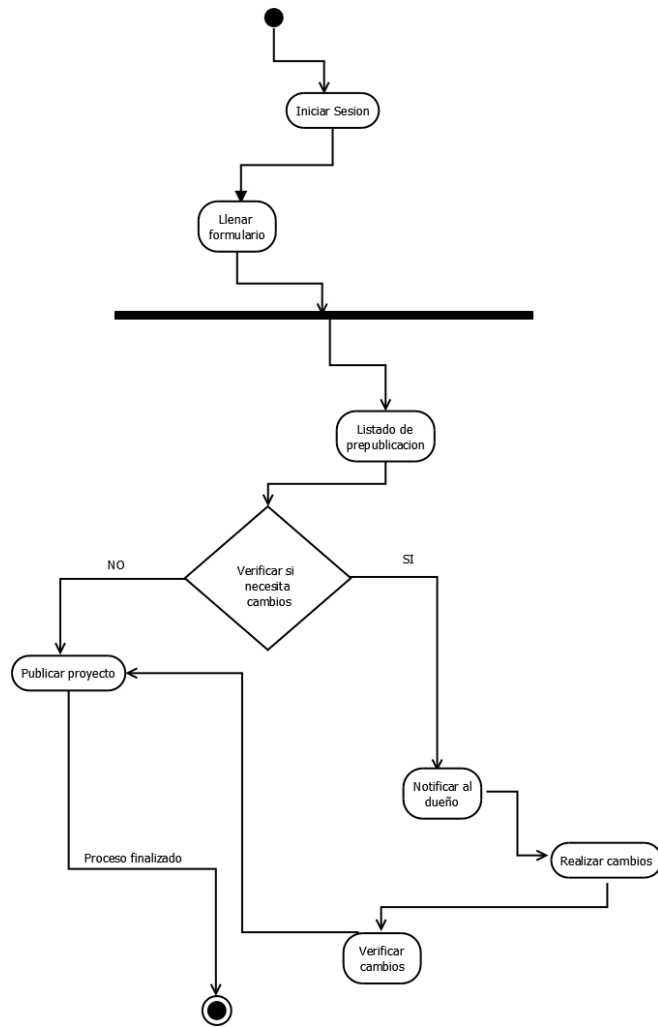 Iniciar Sesion
Llenar
formulario
Listado de
prepublicacion
Verificar si
necesita
cambios
NO
SI
Publicar proyecto
Notificar al
dueño
Realizar cambios
Verificar
cambios
Proceso finalizado